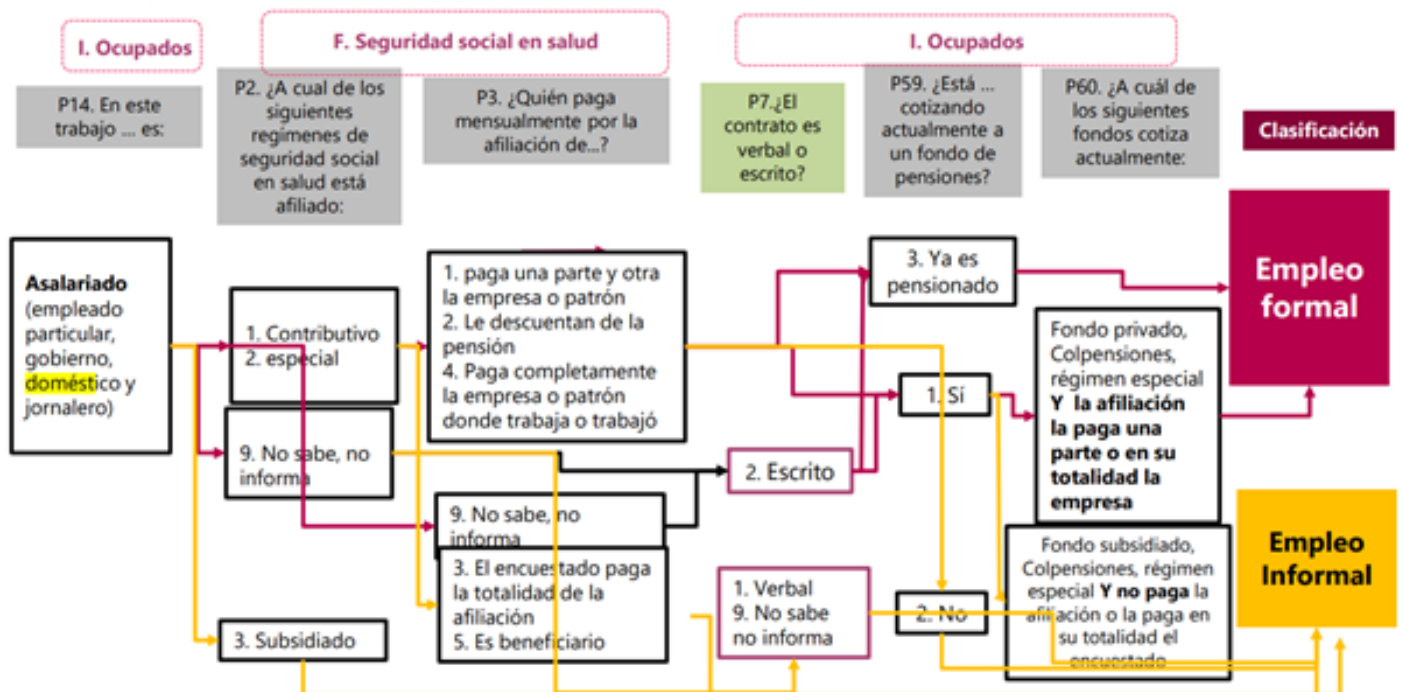 I. Ocupados
F. Seguridad social en salud
I. Ocupados
P14. En este
trabajo ... es:
P2. ¿A cual de los
siguientes
regímenes de
seguridad social
en salud está
afiliado:
P3. ¿Quién paga
mensualmente por la
afiliación de...?
P7.¿El
contrato es
verbal o
escrito?
P59. ¿Está ...
cotizando
actualmente a
un fondo de
pensiones?
P60. ¿A cuál de
los siguientes
fondos cotiza
actualmente:
Clasificación
Asalariado
(empleado
particular,
gobierno,
doméstico y
jornalero)
1. Contributivo
2. especial
9. No sabe, no
informa
3. Subsidiado
1. paga una parte y otra
la empresa o patrón
2. Le descuentan de la
pensión
4. Paga completamente
la empresa o patrón
donde trabaja o trabajó
9. No sabe, no
informa
3. El encuestado paga
la totalidad de la
afiliación
5. Es beneficiario
2. Escrito
1. Verbal
9. No sabe
no informa
3. Ya es
pensionado
1. Sí
2. No
Fondo privado,
Colpensiones,
régimen especial
Y la afiliación
la paga una
parte o en su
totalidad la
empresa
Fondo subsidiado,
Colpensiones, régimen
especial Y no paga la
afiliación o la paga en
su totalidad el
encuestado
Empleo
formal
Empleo
Informal